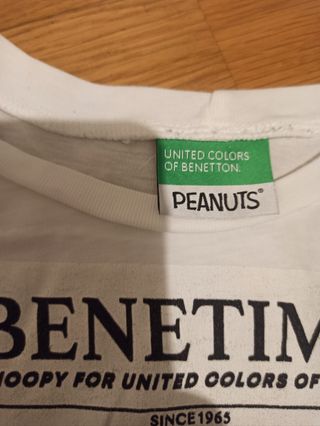 UNITED COLORS
OF BENETTON.
PEANUTS®
BENETIM
NOOPY FOR UNITED COLORS OF
SINCE 1965